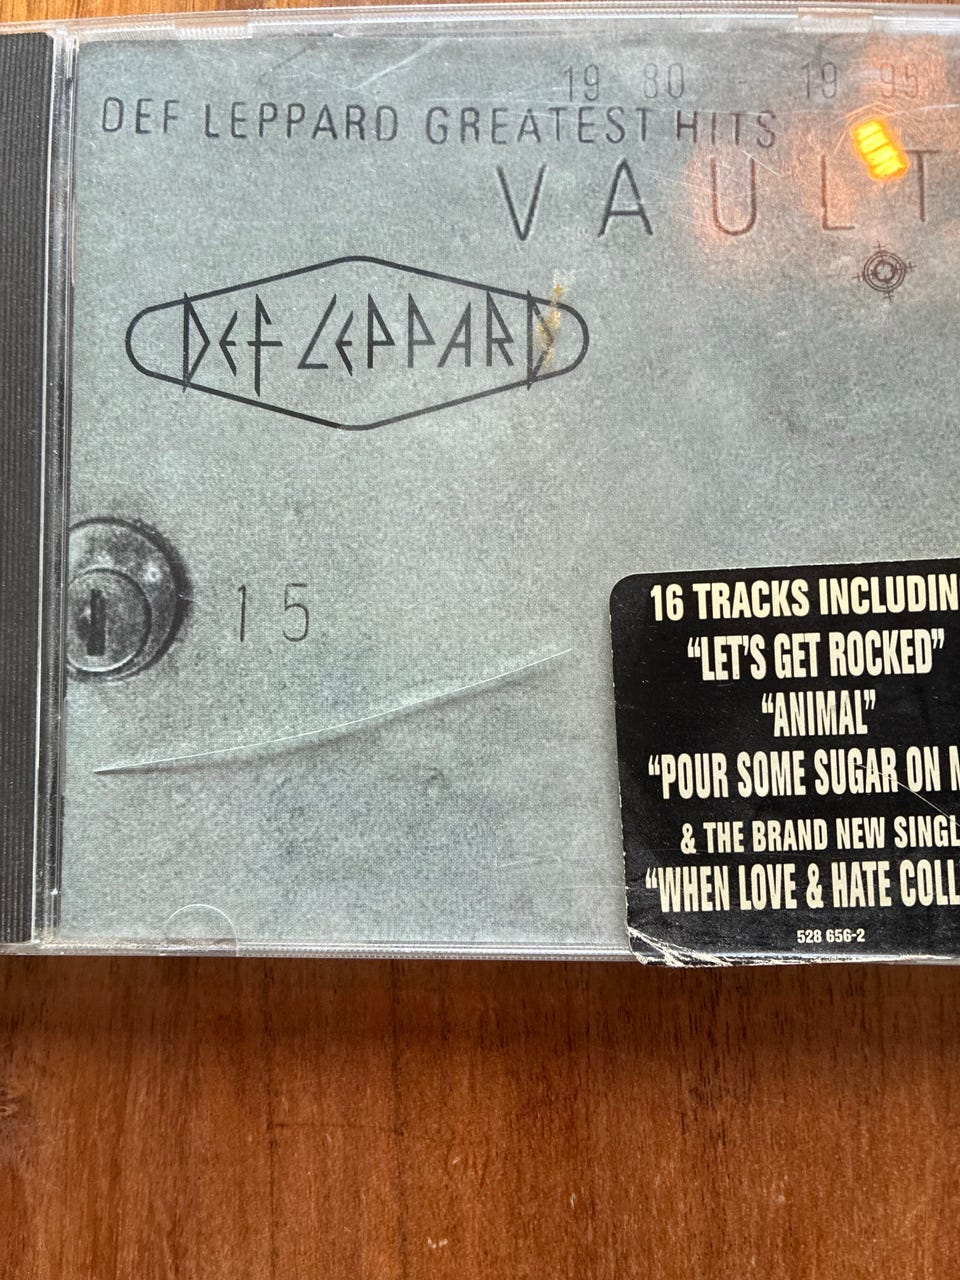 19 80 - 19 95
DEF LEPPARD GREATEST HITS
VAULT
DEF LEPPARD
15
16 TRACKS INCLUDIN
"LET'S GET ROCKED"
"ANIMAL"
"POUR SOME SUGAR ON M
& THE BRAND NEW SINGL
"WHEN LOVE & HATE COLL
528 656-2